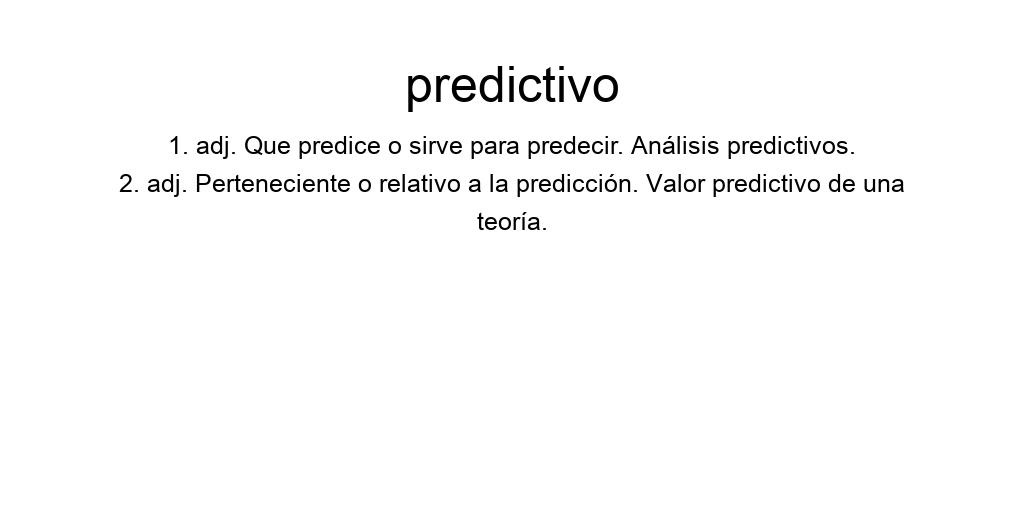 predictivo
1. adj. Que predice o sirve para predecir. Análisis predictivos.
2. adj. Perteneciente o relativo a la predicción. Valor predictivo de una
teoría.